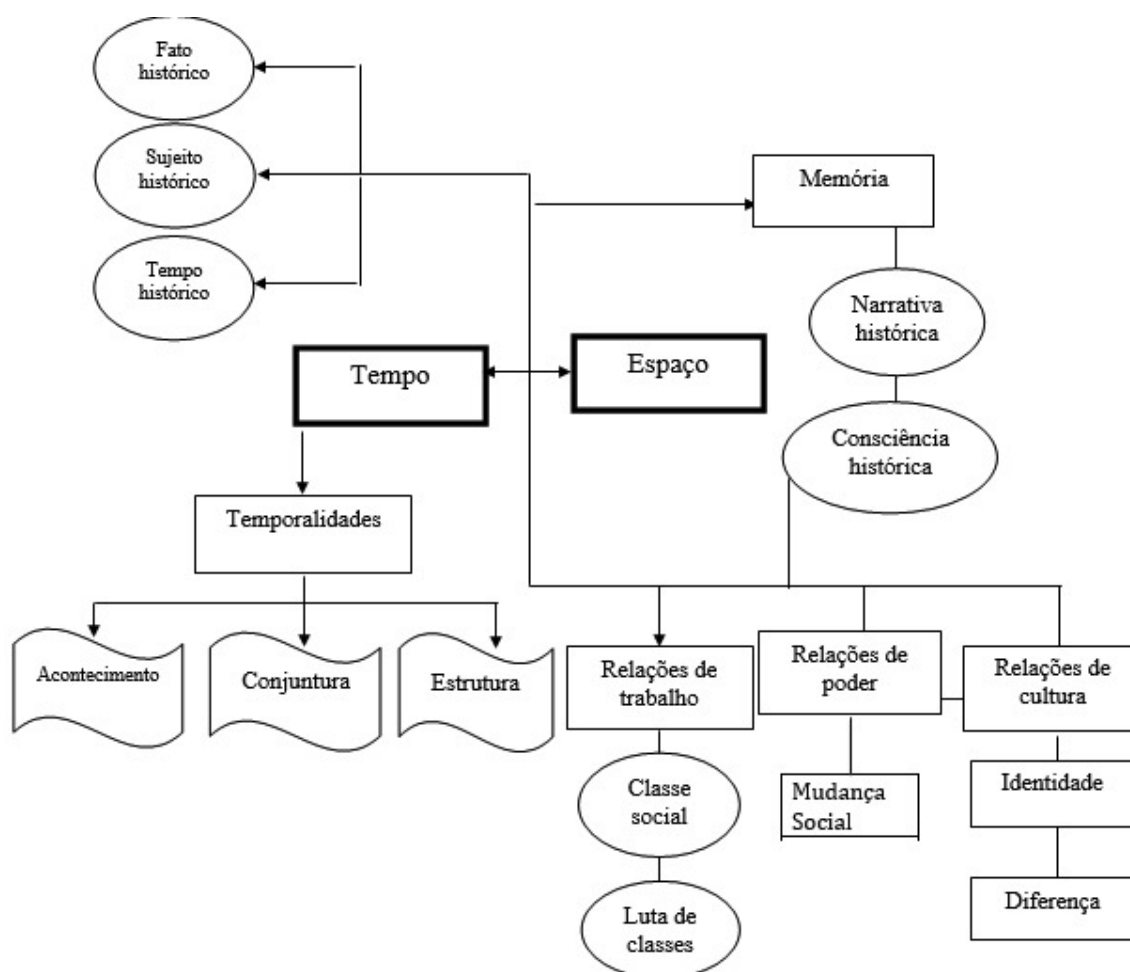 Fato
histórico
Sujeito
histórico
Tempo
histórico
Memória
Narrativa
histórica
Tempo
Espaço
Consciência
histórica
Temporalidades
Acontecimento
Conjuntura
Estrutura
Relações de
trabalho
Relações de
poder
Relações de
cultura
Classe
social
Mudança
Social
Identidade
Luta de
classes
Diferença